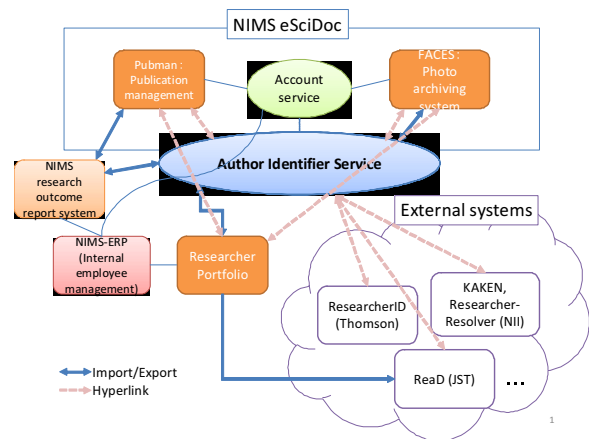 NIMS eSciDoc
Pubman :
Publication
management
Account
service
FACES :
Photo
archiving
system
Author Identifier Service
NIMS
research
outcome
report system
NIMS-ERP
(Internal
employee
management)
Researcher
Portfolio
External systems
ResearcherID
(Thomson)
KAKEN,
Researcher-
Resolver (NII)
ReaD (JST)
...
Import/Export
Hyperlink
1